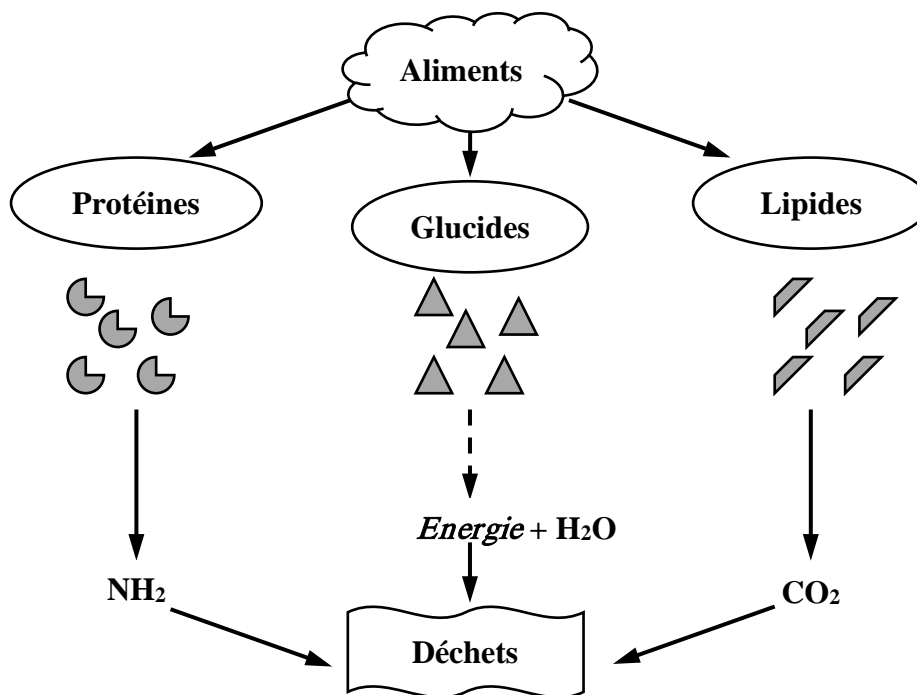 Aliments
Protéines
Glucides
Lipides
Energie + H₂O
NH₂
CO₂
Déchets